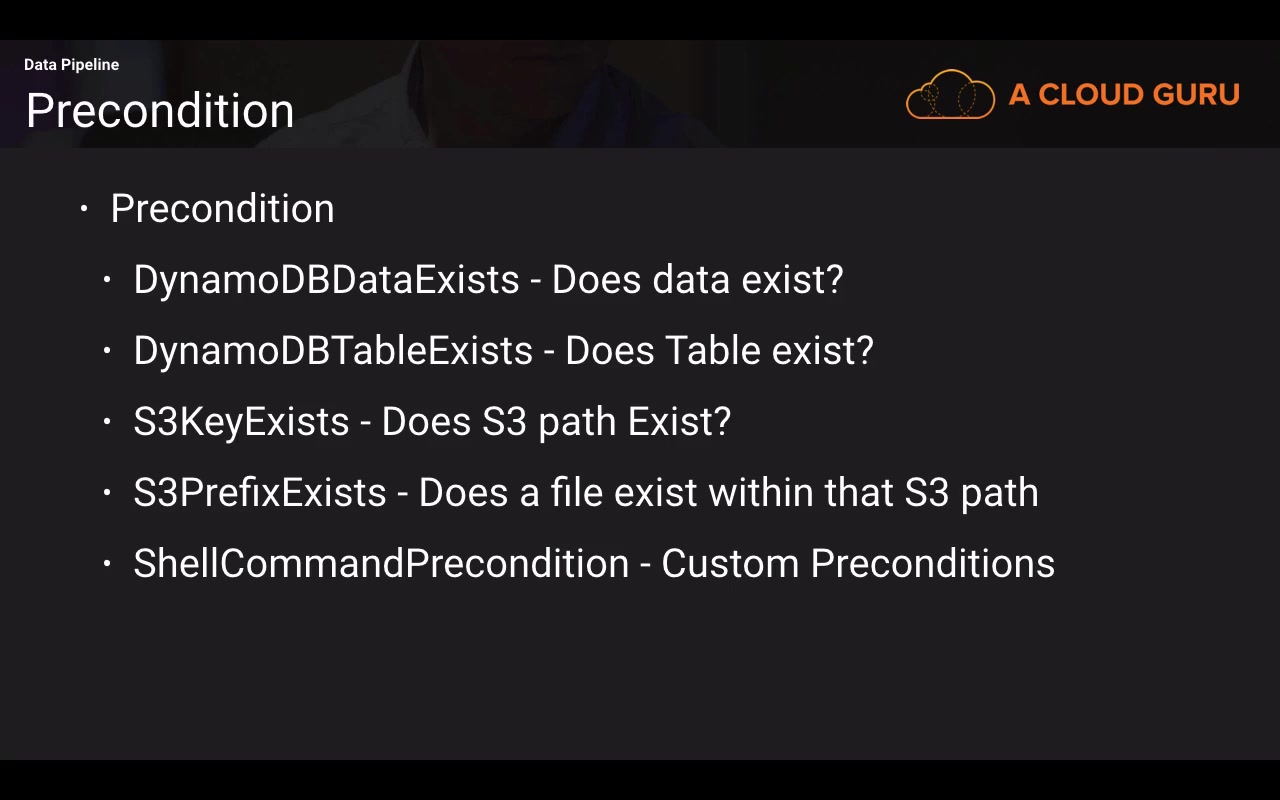 Data Pipeline
Precondition
A CLOUD GURU
• Precondition
• DynamoDBDataExists - Does data exist?
• DynamoDBTableExists - Does Table exist?
• S3KeyExists - Does S3 path Exist?
• S3PrefixExists - Does a file exist within that S3 path
• ShellCommandPrecondition - Custom Preconditions